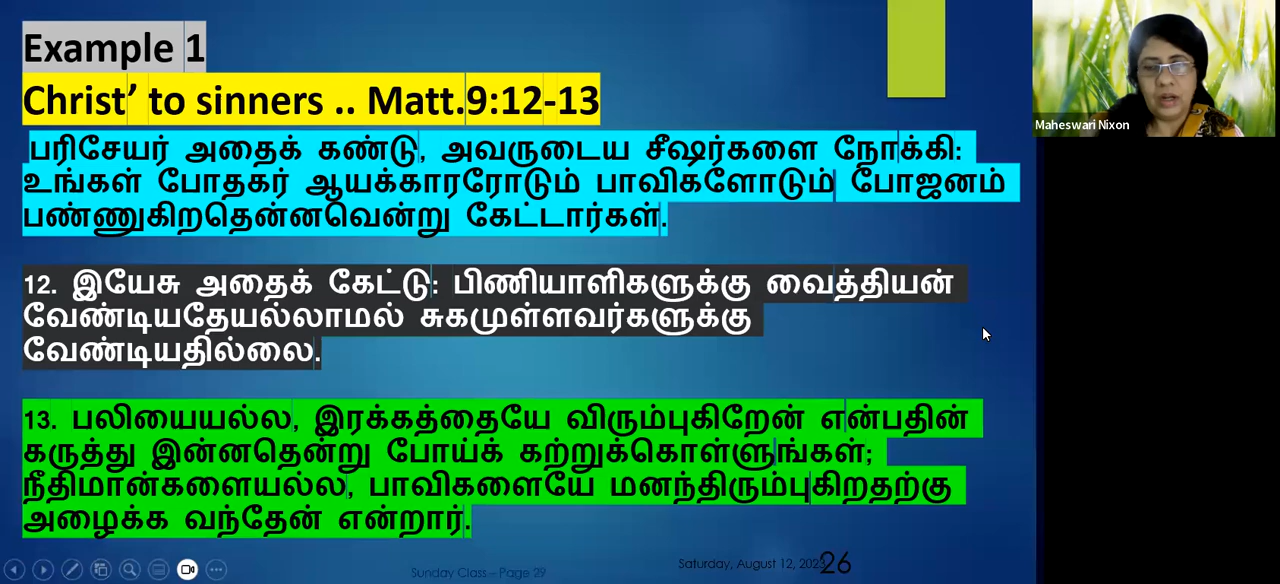 Example 1
Christ’ to sinners .. Matt.9:12-13
பரிசேயர் அதைக் கண்டு, அவருடைய சீஷர்களை நோக்கி:
உங்கள் போதகர் ஆயக்காரரோடும் பாவிகளோடும் போஜனம்
பண்ணுகிறதென்னவென்று கேட்டார்கள்.
12. இயேசு அதைக் கேட்டு: பிணியாளிகளுக்கு வைத்தியன்
வேண்டியதேயல்லாமல் சுகமுள்ளவர்களுக்கு
வேண்டியதில்லை.
13. பலியையல்ல, இரக்கத்தையே விரும்புகிறேன் என்பதின்
கருத்து இன்னதென்று போய்க் கற்றுக்கொள்ளுங்கள்;
நீதிமான்களையல்ல, பாவிகளையே மனந்திரும்புகிறதற்கு
அழைக்க வந்தேன் என்றார்.
Maheswari Nixon
Sunday Class - Page 29
Saturday, August 12, 2023
26